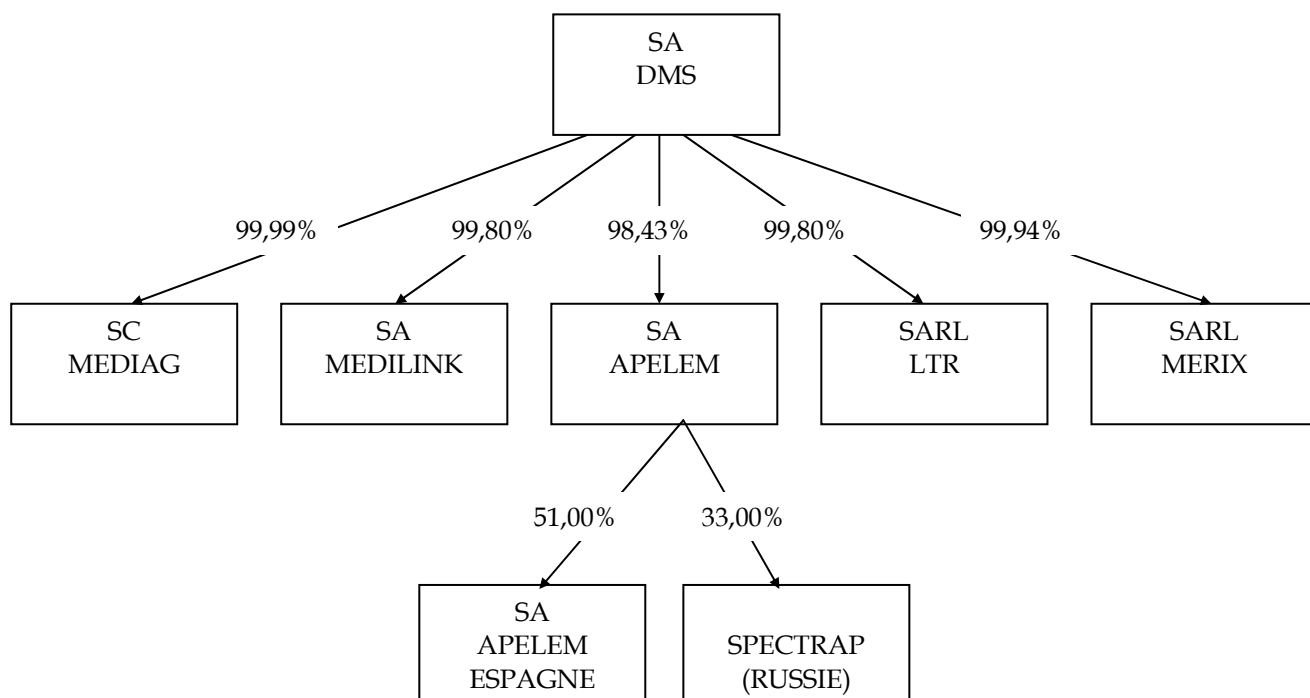 SA
DMS
99,99%
99,80%
98,43%
99,80%
99,94%
SC
MEDIAG
SA
MEDILINK
SA
APELEM
SARL
LTR
SARL
MERIX
51,00%
33,00%
SA
APELEM
ESPAGNE
SPECTRAP
(RUSSIE)